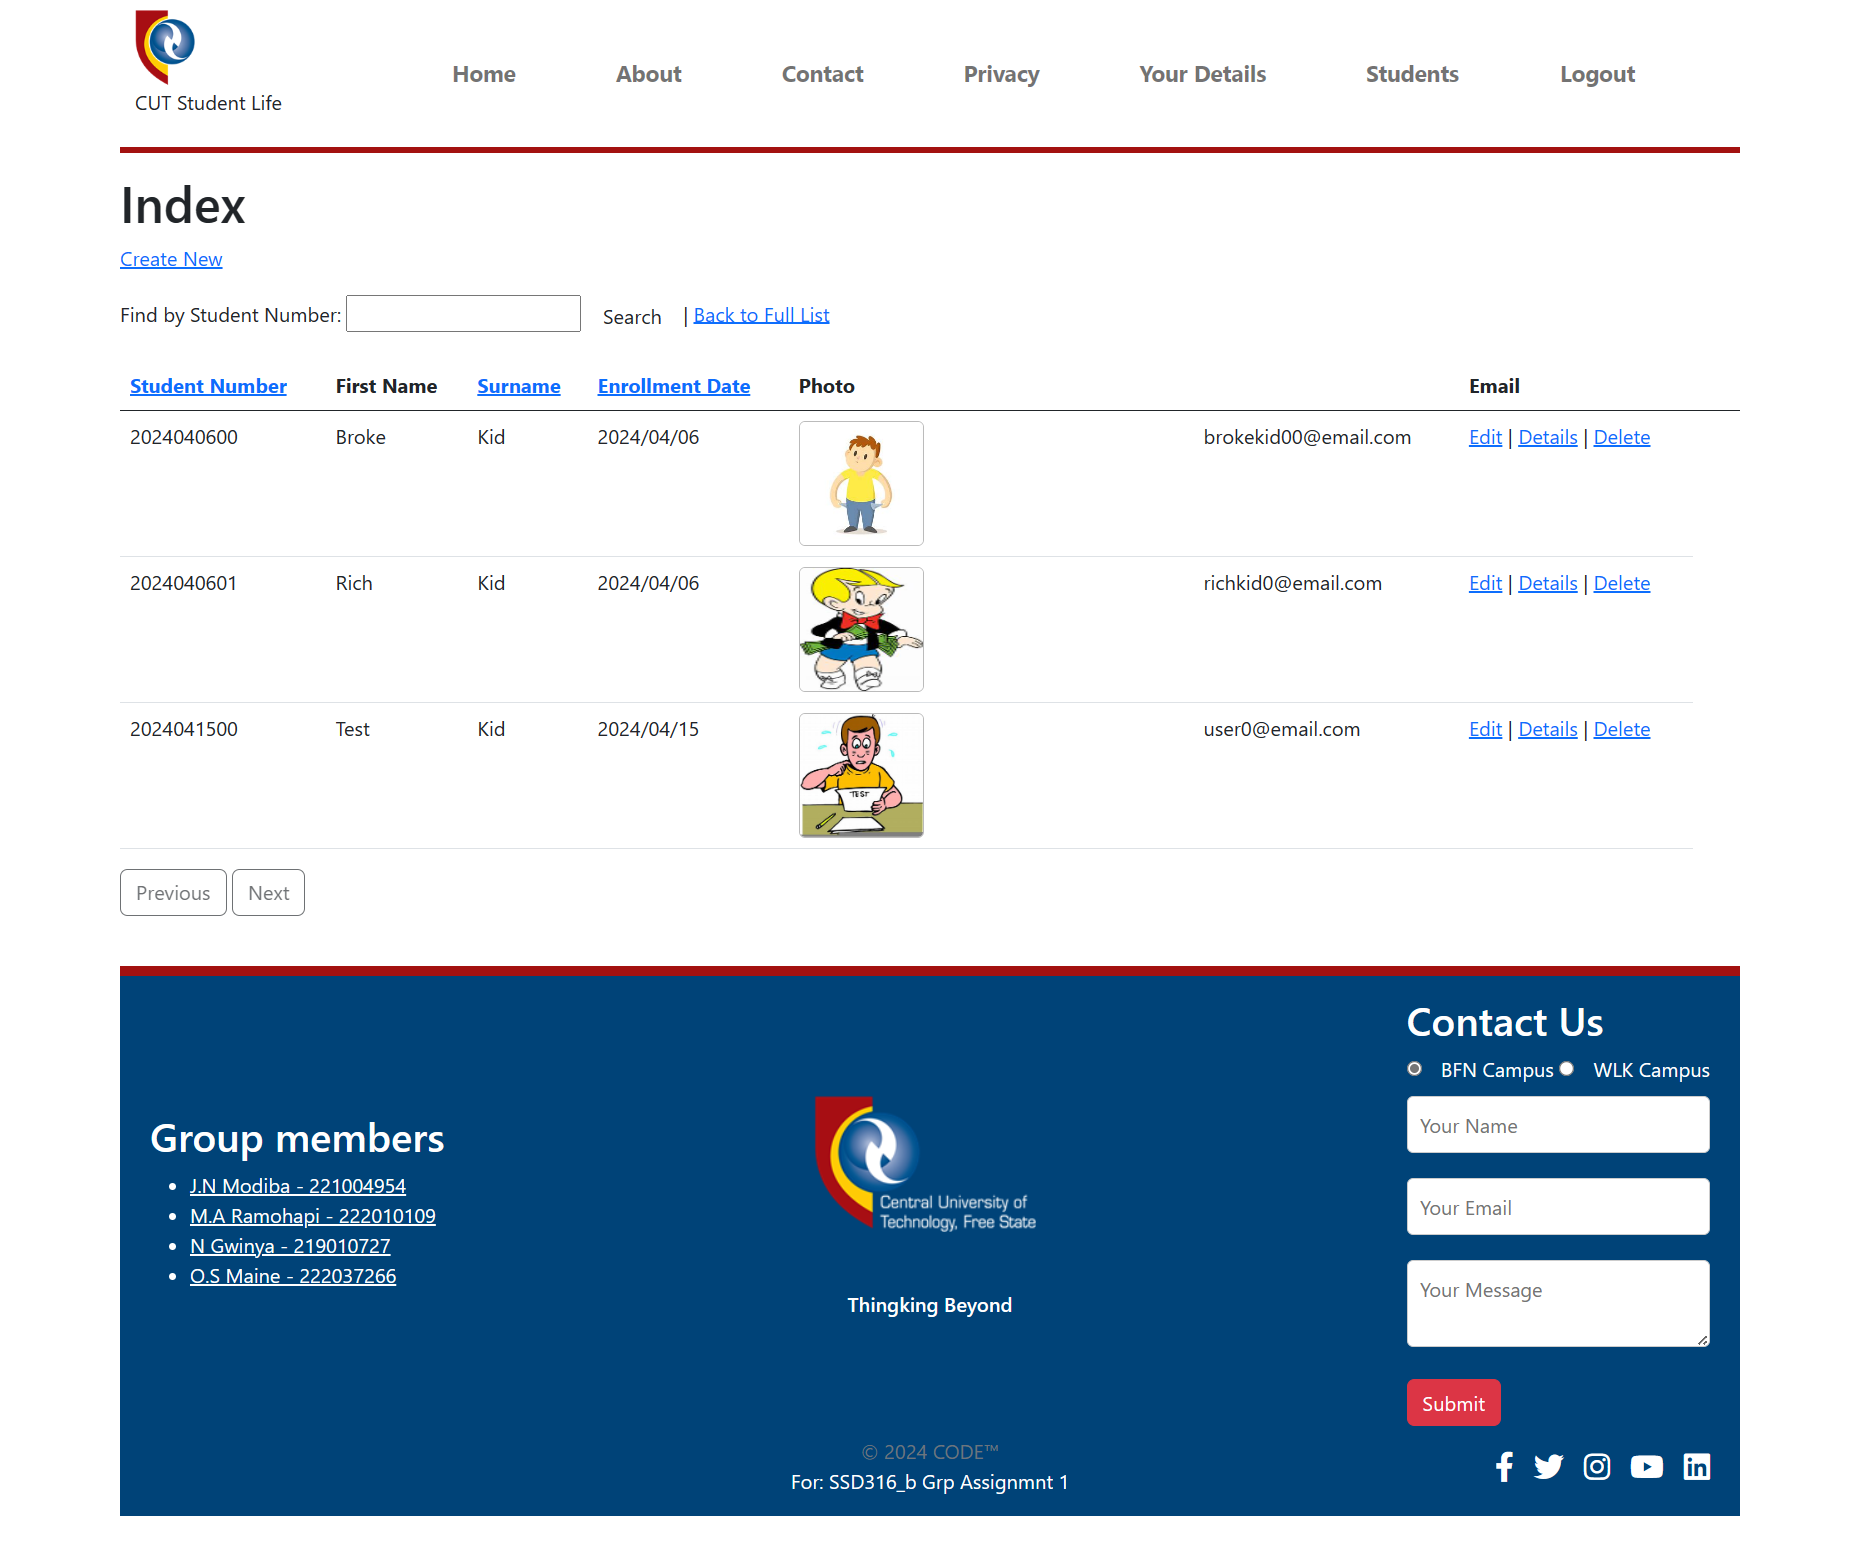 CUT Student Life
Home About Contact Privacy Your Details Students Logout
Index
Create New
Find by Student Number: Search | Back to Full List
Student Number First Name Surname Enrollment Date Photo Email
2024040600 Broke Kid 2024/04/06 brokekid00@email.com Edit | Details | Delete
2024040601 Rich Kid 2024/04/06 richkid0@email.com Edit | Details | Delete
2024041500 Test Kid 2024/04/15 user0@email.com Edit | Details | Delete
TEST
Previous Next
Group members
J.N Modiba - 221004954
M.A Ramohapi - 222010109
N Gwinya - 219010727
O.S Maine - 222037266
Central University of
Technology, Free State
Thingking Beyond
Contact Us
BFN Campus WLK Campus
Your Name
Your Email
Your Message
Submit
© 2024 CODE™
For: SSD316_b Grp Assignmnt 1